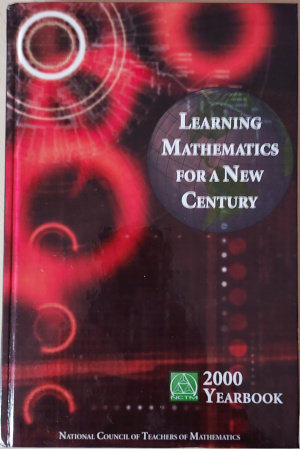 LEARNING
MATHEMATICS
FOR A NEW
CENTURY
NCTM
2000
YEARBOOK
NATIONAL COUNCIL OF TEACHERS OF MATHEMATICS